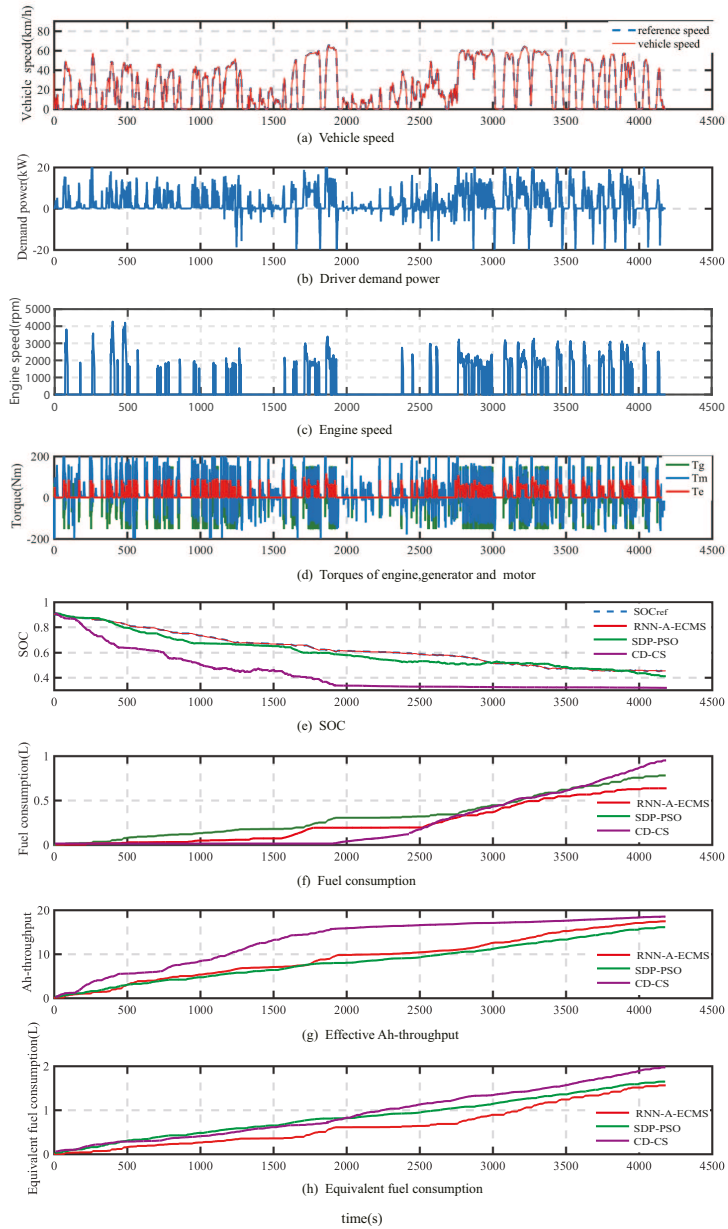 Vehicle speed(km/h)
80
60
40
20
0
reference speed
vehicle speed
0 500 1000 1500 2000 2500 3000 3500 4000 4500
(a) Vehicle speed
Demand power(kW)
20
0
-20
0 500 1000 1500 2000 2500 3000 3500 4000 4500
(b) Driver demand power
Engine speed(rpm)
5000
4000
3000
2000
1000
0
0 500 1000 1500 2000 2500 3000 3500 4000 4500
(c) Engine speed
Torque(Nm)
200
0
-200
Tg
Tm
Te
0 500 1000 1500 2000 2500 3000 3500 4000 4500
(d) Torques of engine,generator and motor
SOC
1
0.8
0.6
0.4
SOCref
RNN-A-ECMS
SDP-PSO
CD-CS
0 500 1000 1500 2000 2500 3000 3500 4000 4500
(e) SOC
Fuel consumption(L)
1
0.5
0
RNN-A-ECMS
SDP-PSO
CD-CS
0 500 1000 1500 2000 2500 3000 3500 4000 4500
(f) Fuel consumption
Ah-throughput
20
10
0
RNN-A-ECMS
SDP-PSO
CD-CS
0 500 1000 1500 2000 2500 3000 3500 4000 4500
(g) Effective Ah-throughput
Equivalent fuel consumption(L)
2
1
0
RNN-A-ECMS
SDP-PSO
CD-CS
0 500 1000 1500 2000 2500 3000 3500 4000 4500
(h) Equivalent fuel consumption
time(s)